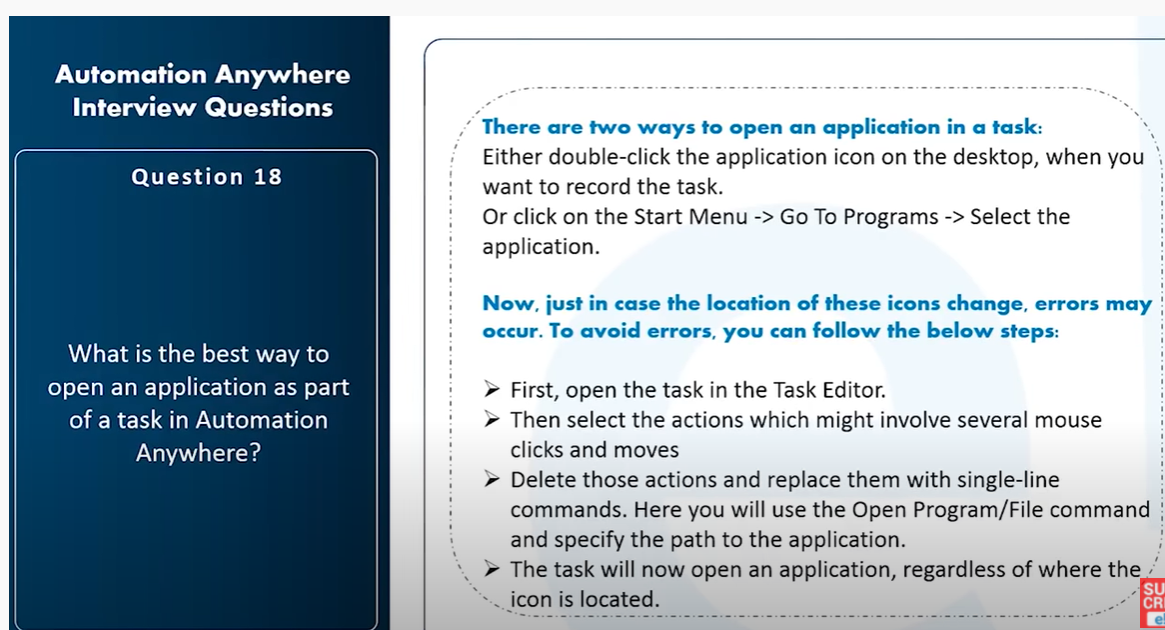 Automation Anywhere
Interview Questions
Question 18
What is the best way to
open an application as part
of a task in Automation
Anywhere?
There are two ways to open an application in a task:
Either double-click the application icon on the desktop, when you
want to record the task.
Or click on the Start Menu -> Go To Programs -> Select the
application.
Now, just in case the location of these icons change, errors may
occur. To avoid errors, you can follow the below steps:
➢ First, open the task in the Task Editor.
➢ Then select the actions which might involve several mouse
clicks and moves
➢ Delete those actions and replace them with single-line
commands. Here you will use the Open Program/File command
and specify the path to the application.
➢ The task will now open an application, regardless of where the
icon is located.